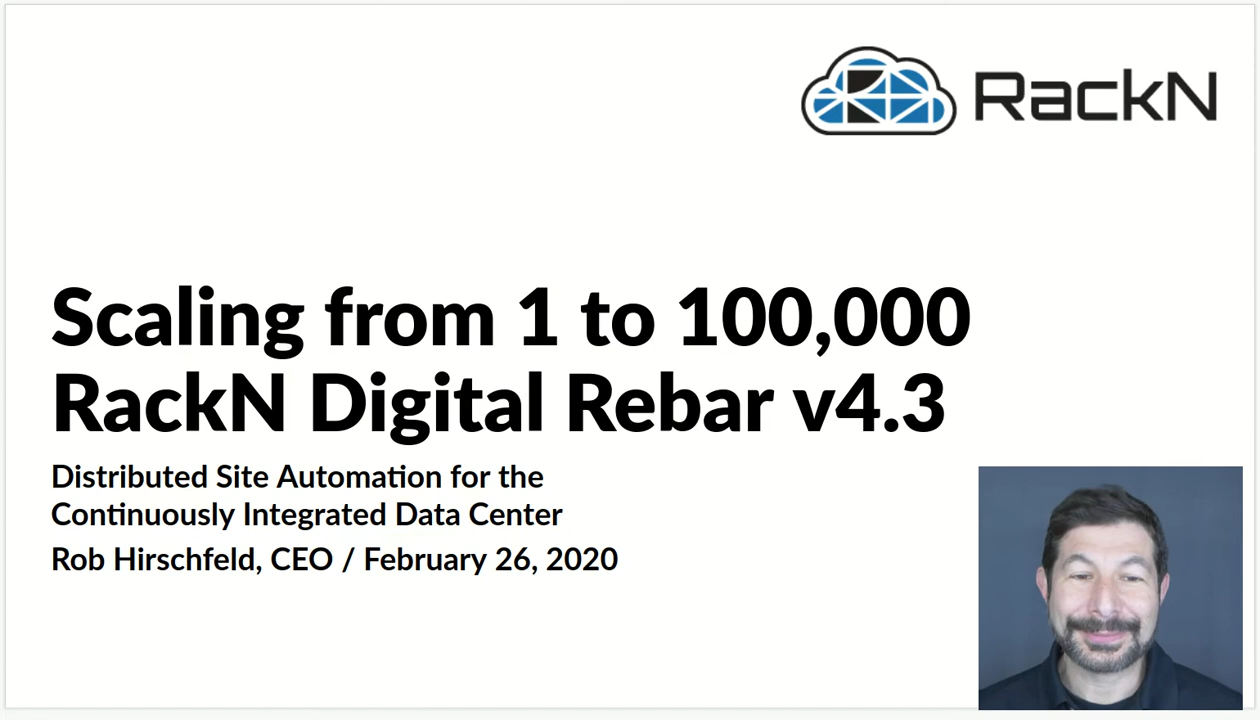 RackN
Scaling from 1 to 100,000
RackN Digital Rebar v4.3
Distributed Site Automation for the
Continuously Integrated Data Center
Rob Hirschfeld, CEO / February 26, 2020